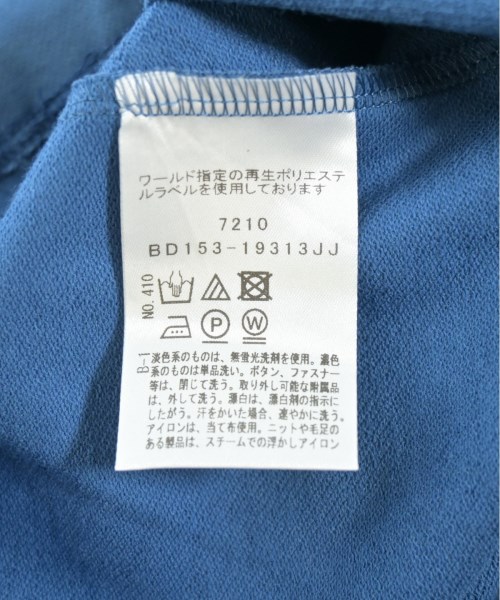 ワールド指定の再生ポリエステ
ルラベルを使用しております
7210
BD153-19313JJ
NO.410
P
W
B-1
淡色系のものは、無蛍光洗剤を使用。濃色
系のものは単品洗い。ボタン、ファスナー
等は、閉じて洗う。取り外し可能な附属品
は、外して洗う。漂白は、漂白剤の指示に
したがう。汗をかいた場合、速やかに洗う。
アイロンは、当て布使用。ニットや毛足の
ある製品は、スチームでの浮かしアイロン